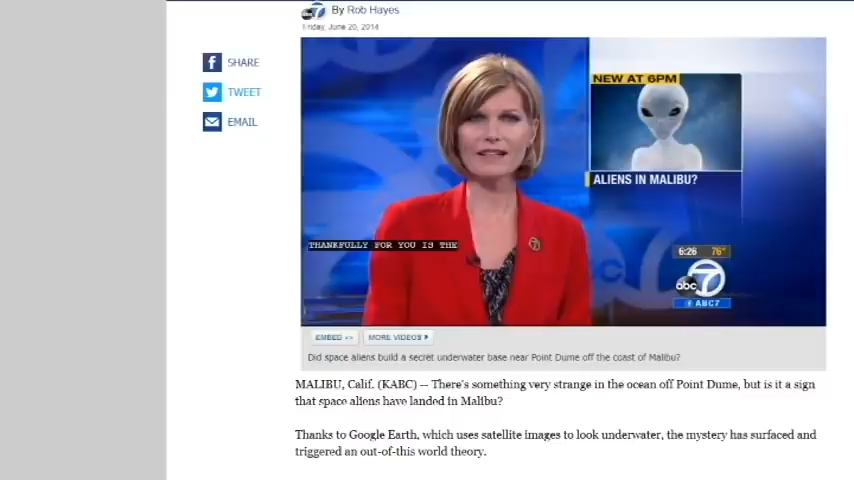 By Rob Hayes
Friday, June 20, 2014
SHARE
TWEET
EMAIL
NEW AT 6PM
ALIENS IN MALIBU?
THANKFULLY FOR YOU IS THE
6:26 76°
abc 7
ABC7
EMBED <>
MORE VIDEOS
Did space aliens build a secret underwater base near Point Dume off the coast of Malibu?
MALIBU, Calif. (KABC) -- There's something very strange in the ocean off Point Dume, but is it a sign
that space aliens have landed in Malibu?
Thanks to Google Earth, which uses satellite images to look underwater, the mystery has surfaced and
triggered an out-of-this world theory.